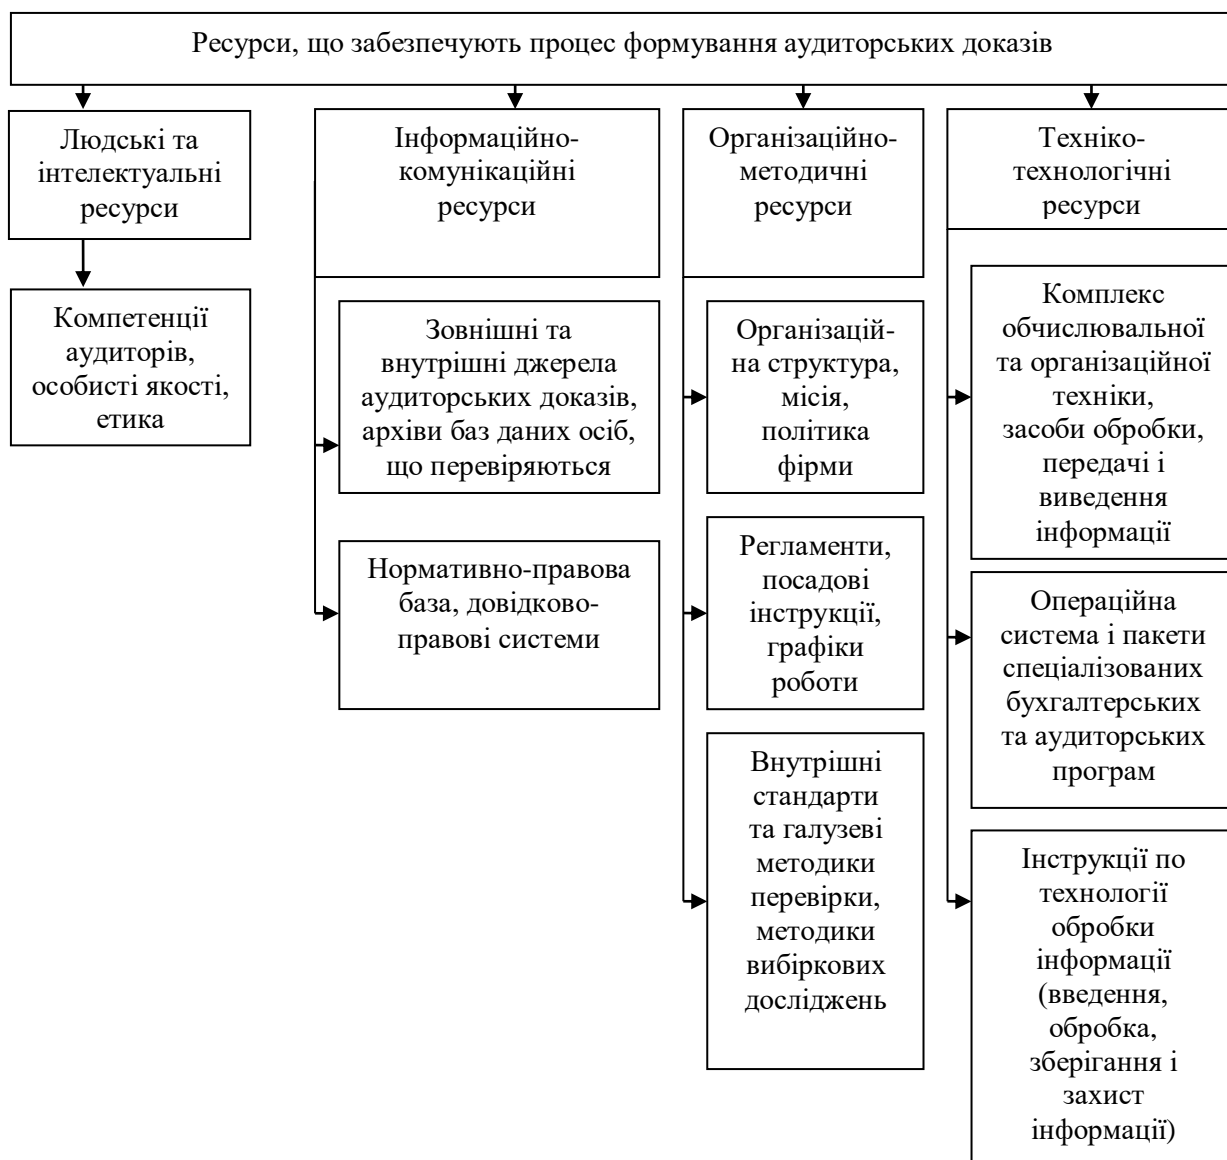 Ресурси, що забезпечують процес формування аудиторських доказів
Людські та
інтелектуальні
ресурси
Компетенції
аудиторів,
особисті якості,
етика
Інформаційно-
комунікаційні
ресурси
Зовнішні та
внутрішні джерела
аудиторських доказів,
архіви баз даних осіб,
що перевіряються
Нормативно-правова
база, довідково-
правові системи
Організаційно-
методичні
ресурси
Організацій-
на структура,
місія,
політика
фірми
Регламенти,
посадові
інструкції,
графіки
роботи
Внутрішні
стандарти
та галузеві
методики
перевірки,
методики
вибіркових
досліджень
Техніко-
технологічні
ресурси
Комплекс
обчислювальної
та організаційної
техніки,
засоби обробки,
передачі і
виведення
інформації
Операційна
система і пакети
спеціалізованих
бухгалтерських
та аудиторських
програм
Інструкції по
технології
обробки
інформації
(введення,
обробка,
зберігання і
захист
інформації)